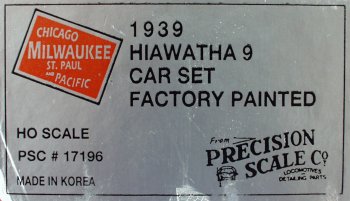 CHICAGO
MILWAUKEE
ST. PAUL
AND PACIFIC
1939
HIAWATHA 9
CAR SET
FACTORY PAINTED
HO SCALE
PSC # 17196
MADE IN KOREA
From
PRECISION
SCALE Co
LOCOMOTIVES
DETAILING PARTS